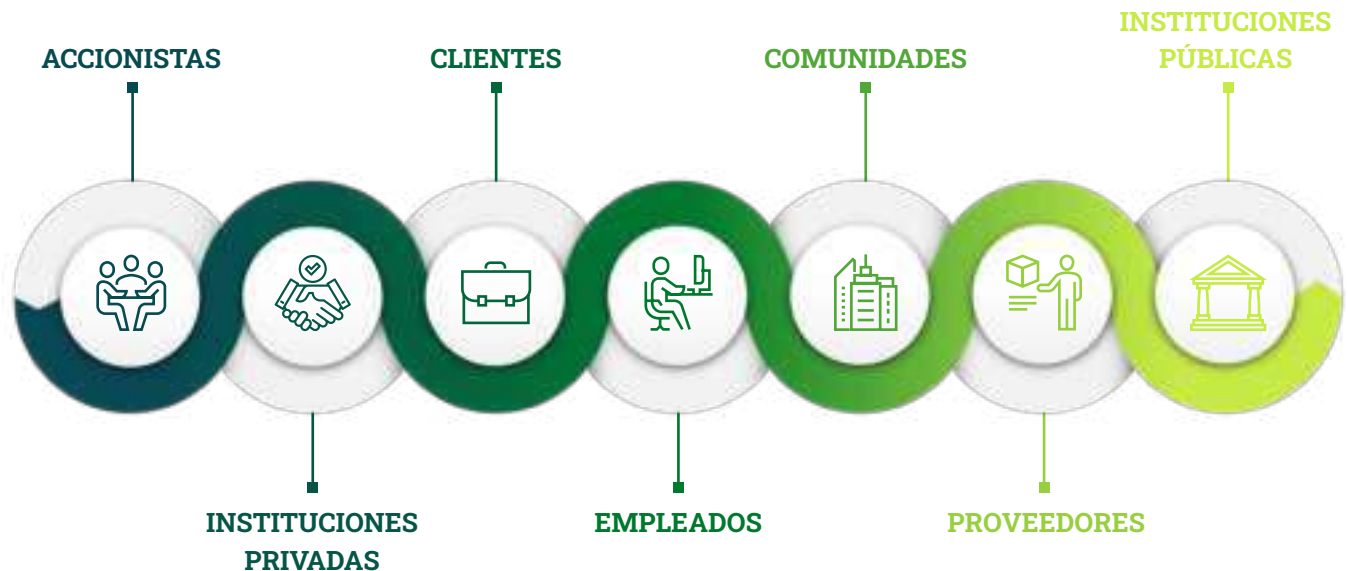 ACCIONISTAS
CLIENTES
COMUNIDADES
INSTITUCIONES
PÚBLICAS
INSTITUCIONES
PRIVADAS
EMPLEADOS
PROVEEDORES